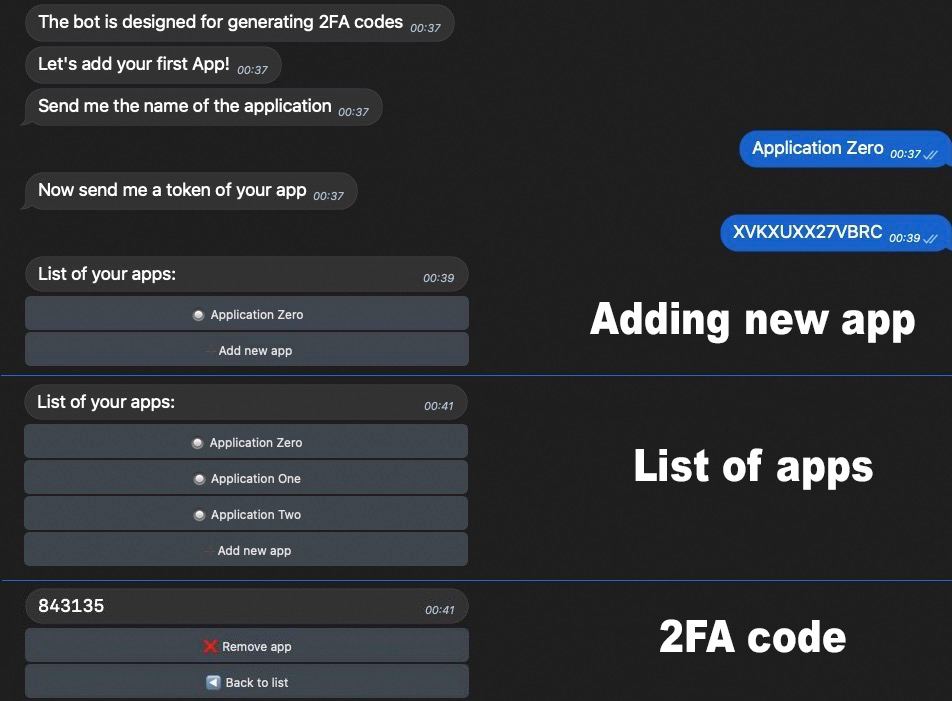 The bot is designed for generating 2FA codes 00:37
Let's add your first App! 00:37
Send me the name of the application 00:37
Application Zero 00:37
Now send me a token of your app 00:37
XVKXUXX27VBRC 00:39
List of your apps: 00:39
Application Zero
Add new app
Adding new app
List of your apps: 00:41
Application Zero
Application One
Application Two
Add new app
List of apps
843135 00:41
Remove app
Back to list
2FA code